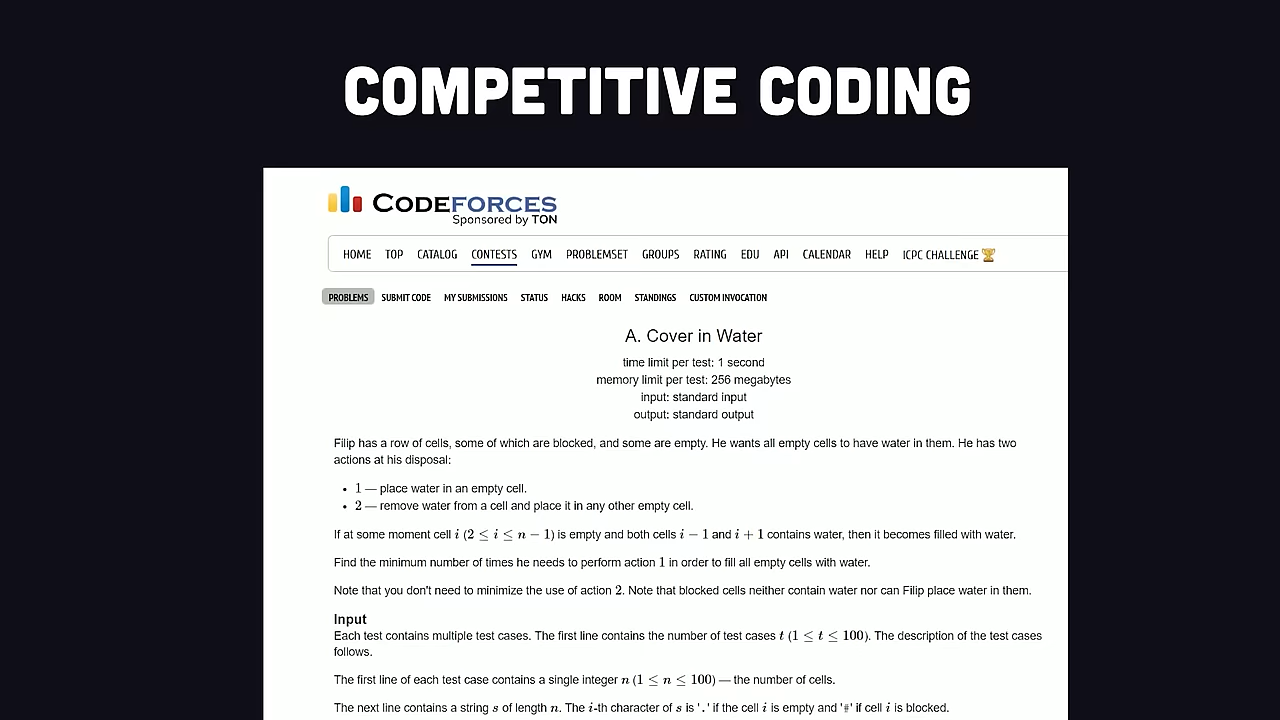 COMPETITIVE CODING
CODEFORCES
Sponsored by TON
HOME TOP CATALOG CONTESTS GYM PROBLEMSET GROUPS RATING EDU API CALENDAR HELP ICPC CHALLENGE 🏆
PROBLEMS SUBMIT CODE MY SUBMISSIONS STATUS HACKS ROOM STANDINGS CUSTOM INVOCATION
A. Cover in Water
time limit per test: 1 second
memory limit per test: 256 megabytes
input: standard input
output: standard output
Filip has a row of cells, some of which are blocked, and some are empty. He wants all empty cells to have water in them. He has two
actions at his disposal:
• 1 — place water in an empty cell.
• 2 — remove water from a cell and place it in any other empty cell.
If at some moment cell i (2 ≤ i ≤ n − 1) is empty and both cells i − 1 and i + 1 contains water, then it becomes filled with water.
Find the minimum number of times he needs to perform action 1 in order to fill all empty cells with water.
Note that you don't need to minimize the use of action 2. Note that blocked cells neither contain water nor can Filip place water in them.
Input
Each test contains multiple test cases. The first line contains the number of test cases t (1 ≤ t ≤ 100). The description of the test cases
follows.
The first line of each test case contains a single integer n (1 ≤ n ≤ 100) — the number of cells.
The next line contains a string s of length n. The i-th character of s is '.' if the cell i is empty and '#' if cell i is blocked.